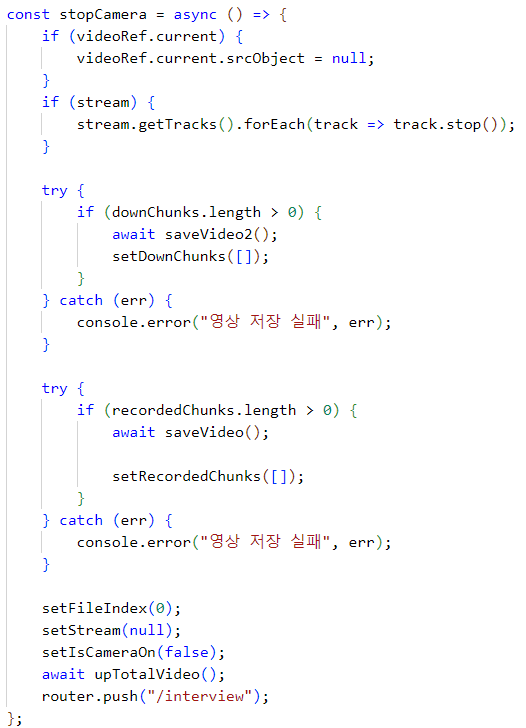 const stopCamera = async () => {
    if (videoRef.current) {
        videoRef.current.srcObject = null;
    }
    if (stream) {
        stream.getTracks().forEach(track => track.stop());
    }

    try {
        if (downChunks.length > 0) {
            await saveVideo2();
            setDownChunks([]);
        }
    } catch (err) {
        console.error("영상 저장 실패", err);
    }

    try {
        if (recordedChunks.length > 0) {
            await saveVideo();

            setRecordedChunks([]);
        }
    } catch (err) {
        console.error("영상 저장 실패", err);
    }

    setFileIndex(0);
    setStream(null);
    setIsCameraOn(false);
    await upTotalVideo();
    router.push("/interview");
};